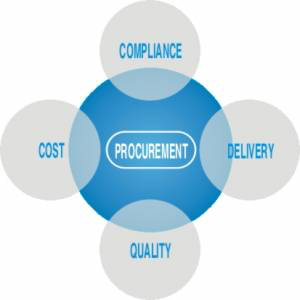 COMPLIANCE
COST
PROCUREMENT
DELIVERY
QUALITY